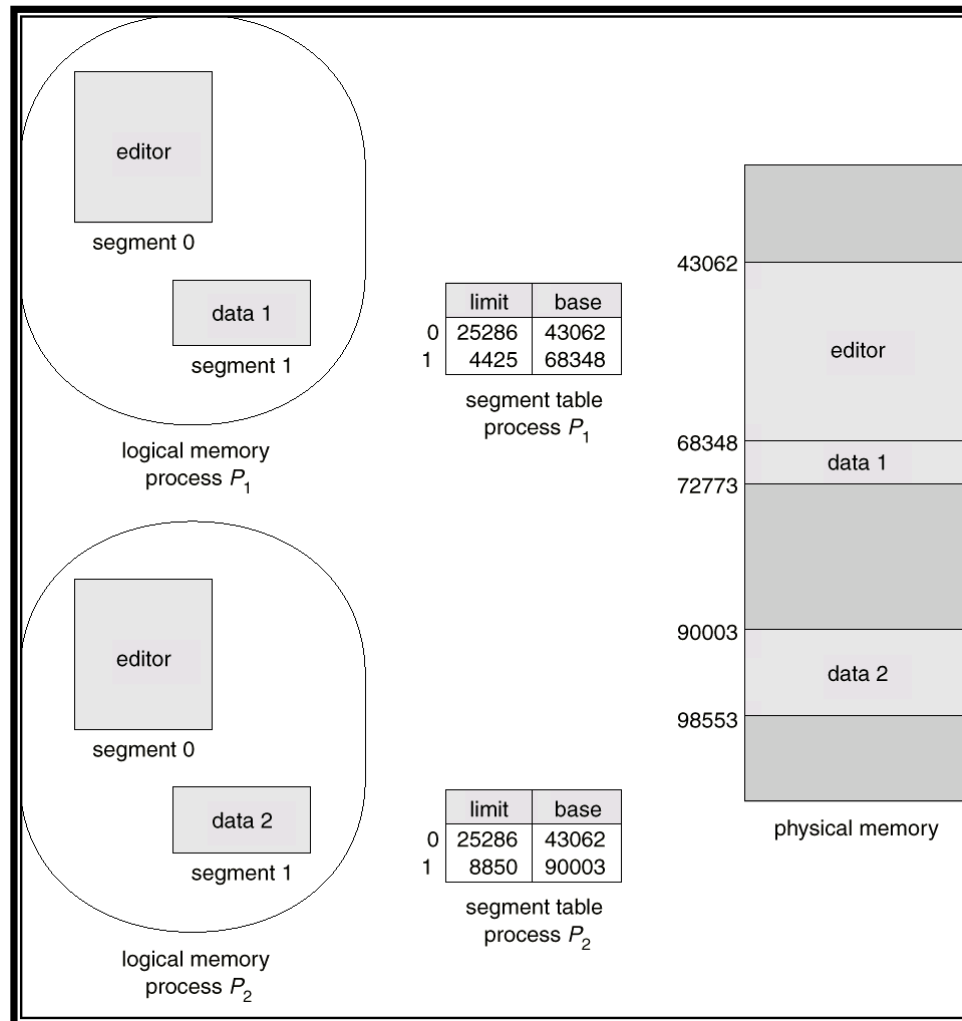 editor
segment 0
data 1
segment 1
logical memory
process P1
limit base
0 25286 43062
1 4425 68348
segment table
process P1
editor
segment 0
data 2
segment 1
logical memory
process P2
limit base
0 25286 43062
1 8850 90003
segment table
process P2
43062
editor
68348
data 1
72773
90003
data 2
98553
physical memory